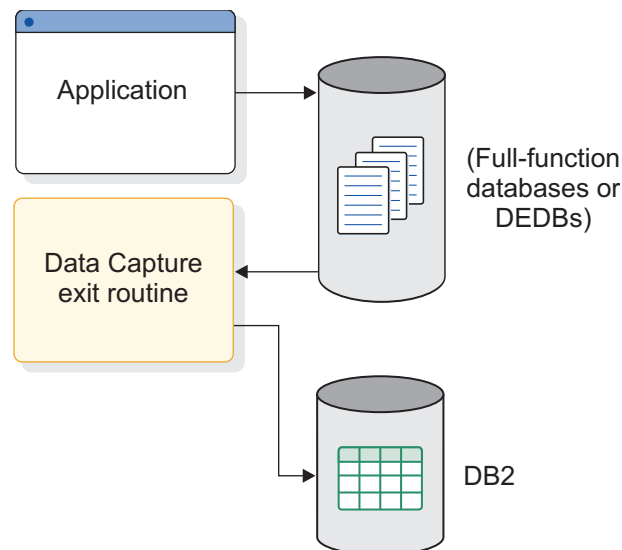 Application
(Full-function
databases or
DEDBs)
Data Capture
exit routine
DB2